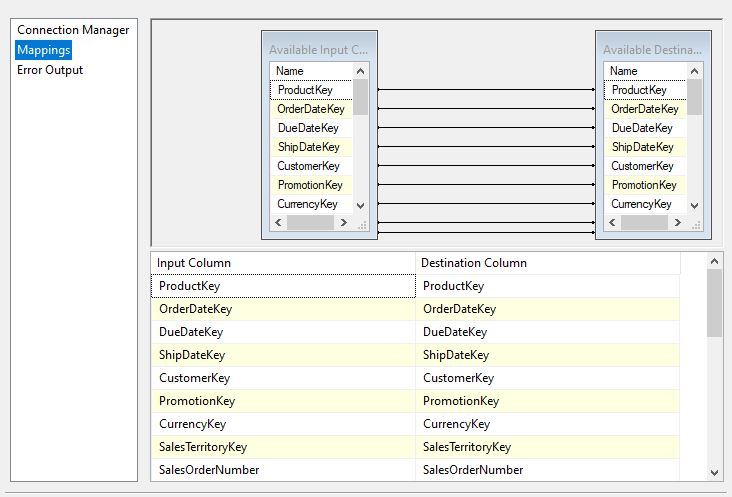 Connection Manager
Mappings
Error Output
Available Input C...
Name
ProductKey
OrderDateKey
DueDateKey
ShipDateKey
CustomerKey
PromotionKey
CurrencyKey
Available Destina...
Name
ProductKey
OrderDateKey
DueDateKey
ShipDateKey
CustomerKey
PromotionKey
CurrencyKey
Input Column Destination Column
ProductKey ProductKey
OrderDateKey OrderDateKey
DueDateKey DueDateKey
ShipDateKey ShipDateKey
CustomerKey CustomerKey
PromotionKey PromotionKey
CurrencyKey CurrencyKey
SalesTerritoryKey SalesTerritoryKey
SalesOrderNumber SalesOrderNumber